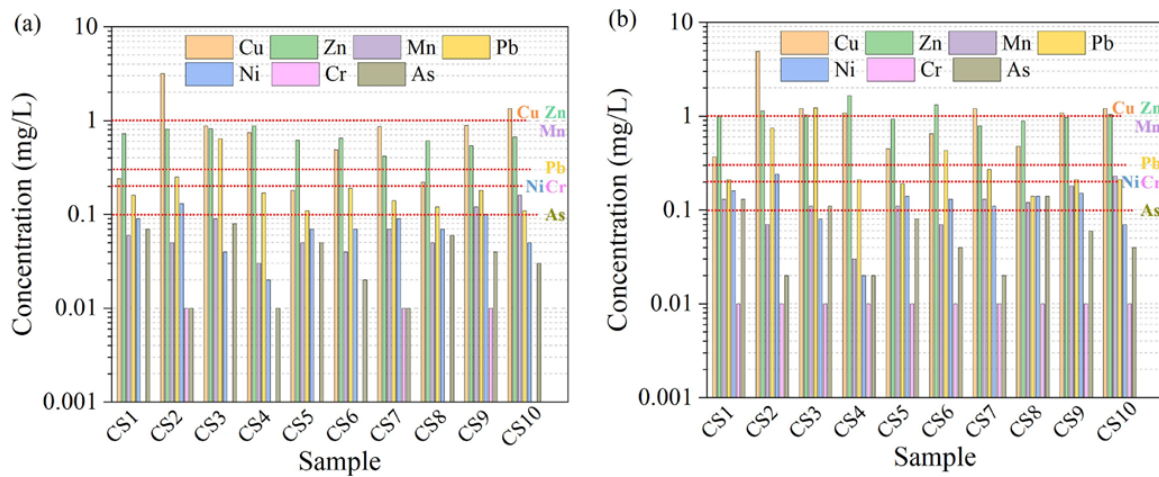 (a)
Concentration (mg/L)
10
1
0.1
0.01
0.001
Cu Zn Mn Pb
Ni Cr As
Cu Zn
Mn
Pb
Ni Cr
As
CS1 CS2 CS3 CS4 CS5 CS6 CS7 CS8 CS9 CS10
Sample
(b)
Concentration (mg/L)
10
1
0.1
0.01
0.001
Cu Zn Mn Pb
Ni Cr As
Cu Zn
Mn
Pb
Ni Cr
As
CS1 CS2 CS3 CS4 CS5 CS6 CS7 CS8 CS9 CS10
Sample